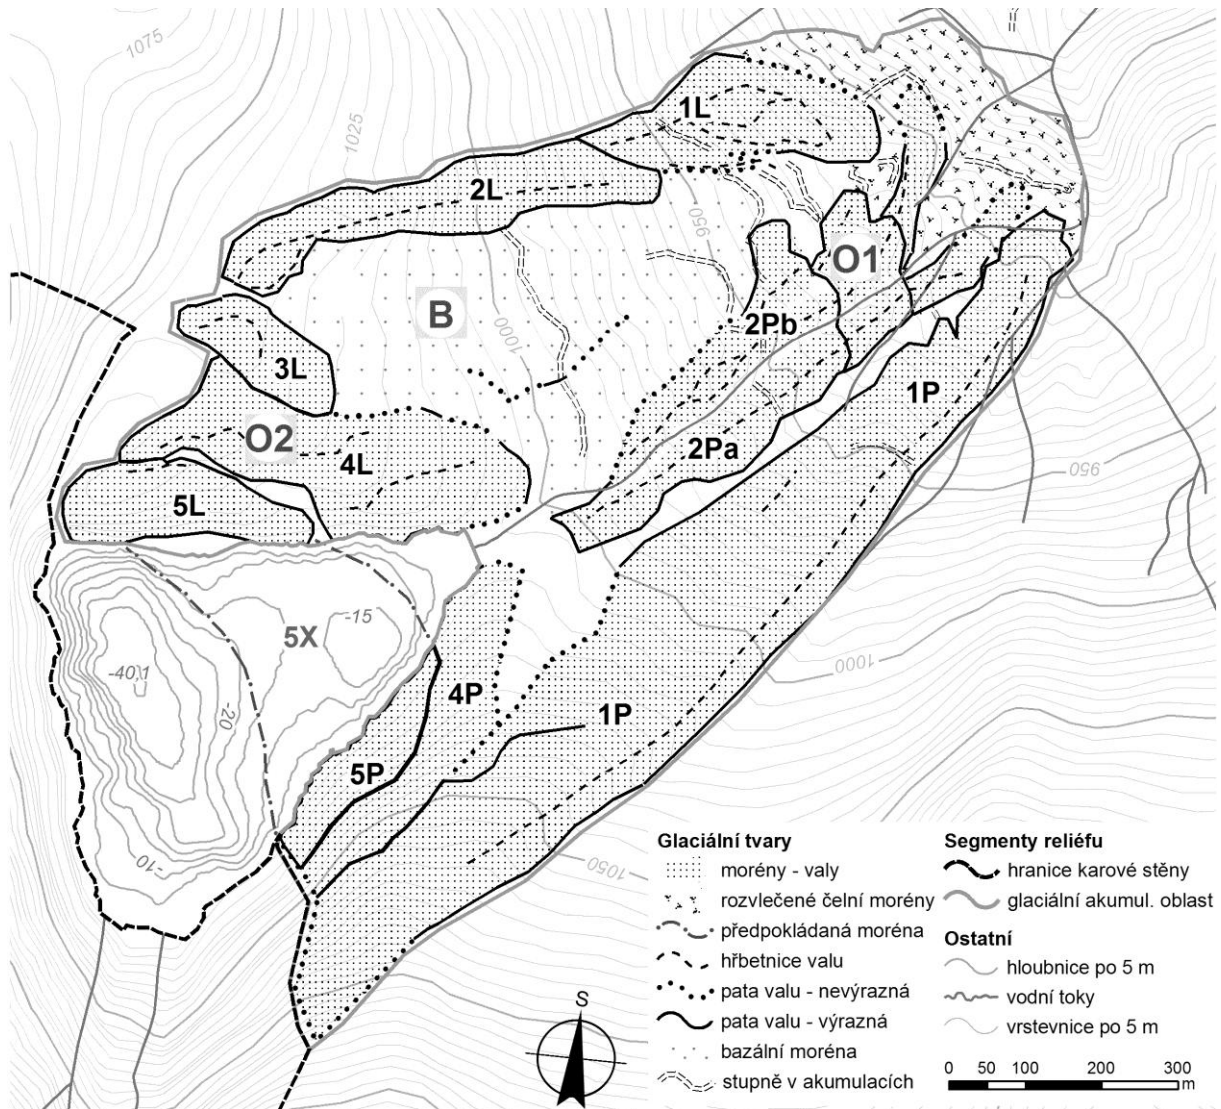 1075
1025
1L
2L
950
O1
B
2Pb
1000
3L
1P
O2
4L
2Pa
5L
950
-15
5X
1000
-40,1
4P
-20
1P
5P
-10
1050
Glaciální tvary
morény - valy
rozvlečené čelní morény
předpokládaná moréna
hřbetnice valu
pata valu - nevýrazná
pata valu - výrazná
bazální moréna
stupně v akumulacích
Segmenty reliéfu
hranice karové stěny
glaciální akumul. oblast
Ostatní
hloubnice po 5 m
vodní toky
vrstevnice po 5 m
S
0 50 100 200 300
m